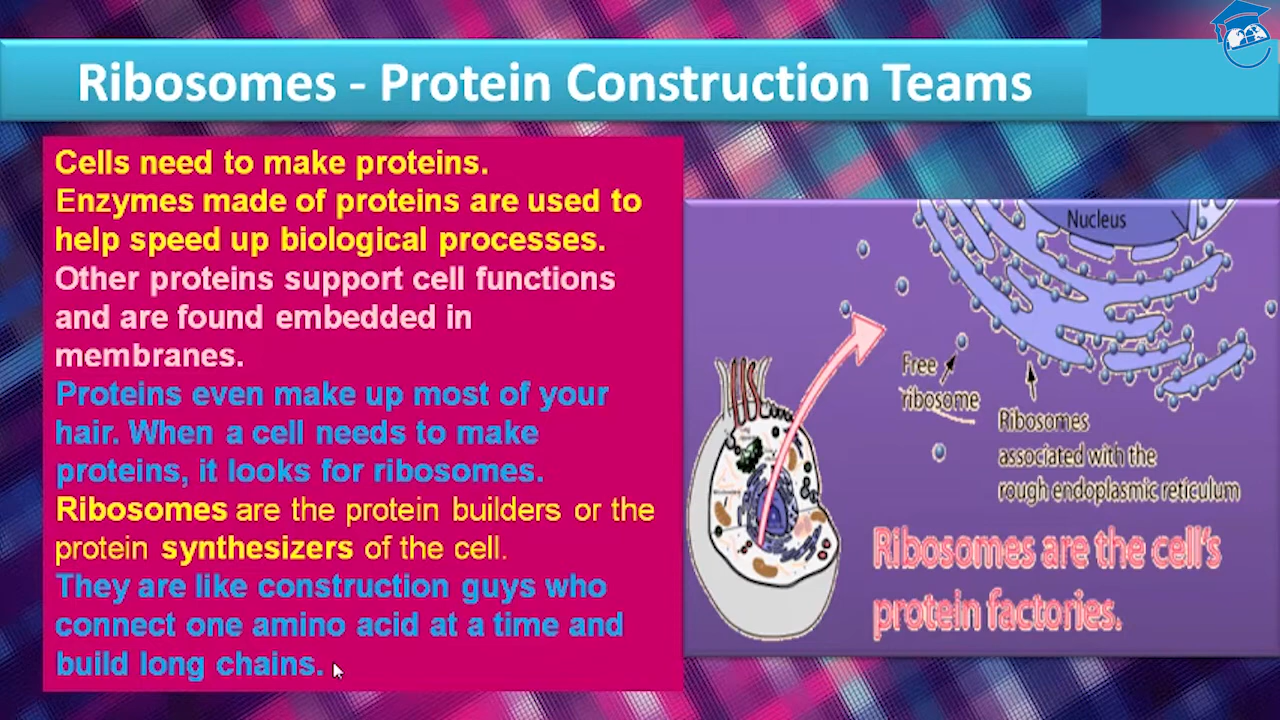 Ribosomes - Protein Construction Teams
Cells need to make proteins.
Enzymes made of proteins are used to
help speed up biological processes.
Other proteins support cell functions
and are found embedded in
membranes.
Proteins even make up most of your
hair. When a cell needs to make
proteins, it looks for ribosomes.
Ribosomes are the protein builders or the
protein synthesizers of the cell.
They are like construction guys who
connect one amino acid at a time and
build long chains.
Nucleus
Free
ribosome
Ribosomes
associated with the
rough endoplasmic reticulum
Ribosomes are the cell's
protein factories.